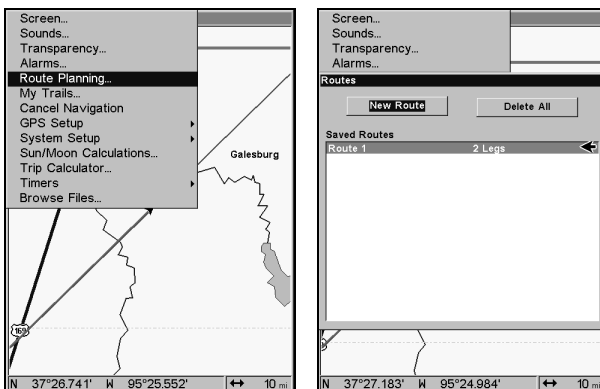 Screen...
Sounds...
Transparency...
Alarms...
Route Planning...
My Trails...
Cancel Navigation
GPS Setup
System Setup
Sun/Moon Calculations...
Trip Calculator...
Timers
Browse Files...
Galesburg
169
N 37°26.741' W 95°25.552' ↔ 10 mi
Screen...
Sounds...
Transparency...
Alarms...
Routes
New Route Delete All
Saved Routes
Route 1 2 Legs
N 37°27.183' W 95°24.984' ↔ 10 mi